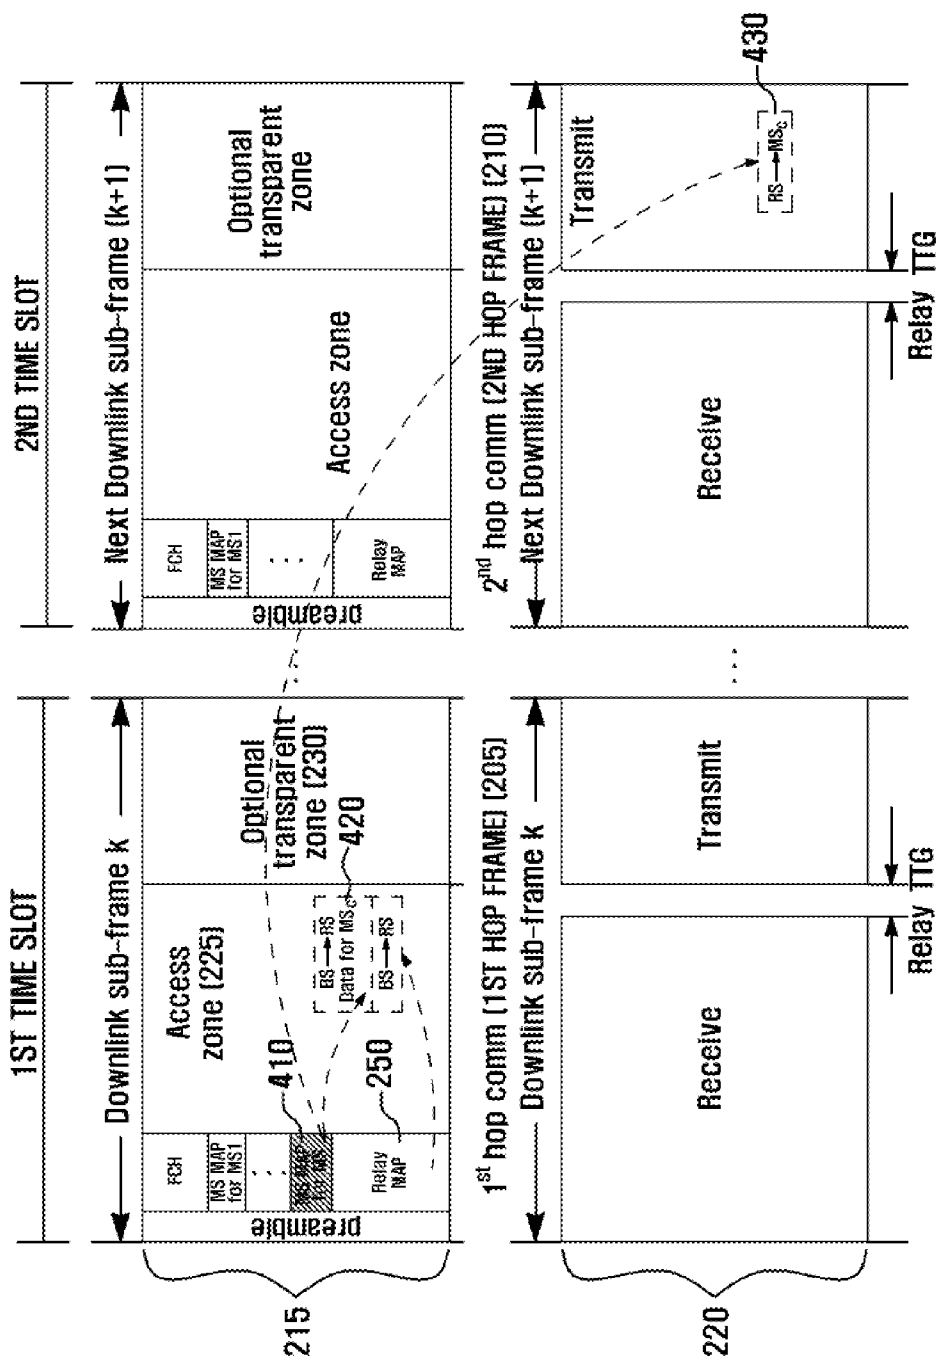 1ST TIME SLOT
2ND TIME SLOT
Downlink sub-frame k
Next Downlink sub-frame (k+1)
215
preamble
FCH
MS MAP
for MS1
. . .
410
Relay
MAP
250
Access
zone (225)
BS → RS
Data for MSc
BS → RS
420
Optional
transparent
zone (230)
. . .
preamble
FCH
MS MAP
for MS1
. . .
Relay
MAP
Access zone
Optional
transparent
zone
1st hop comm (1ST HOP FRAME) (205)
Downlink sub-frame k
2nd hop comm (2ND HOP FRAME) (210)
Next Downlink sub-frame (k+1)
220
Receive
Transmit
Relay TTG
. . .
Receive
Transmit
RS → MSc
430
Relay TTG